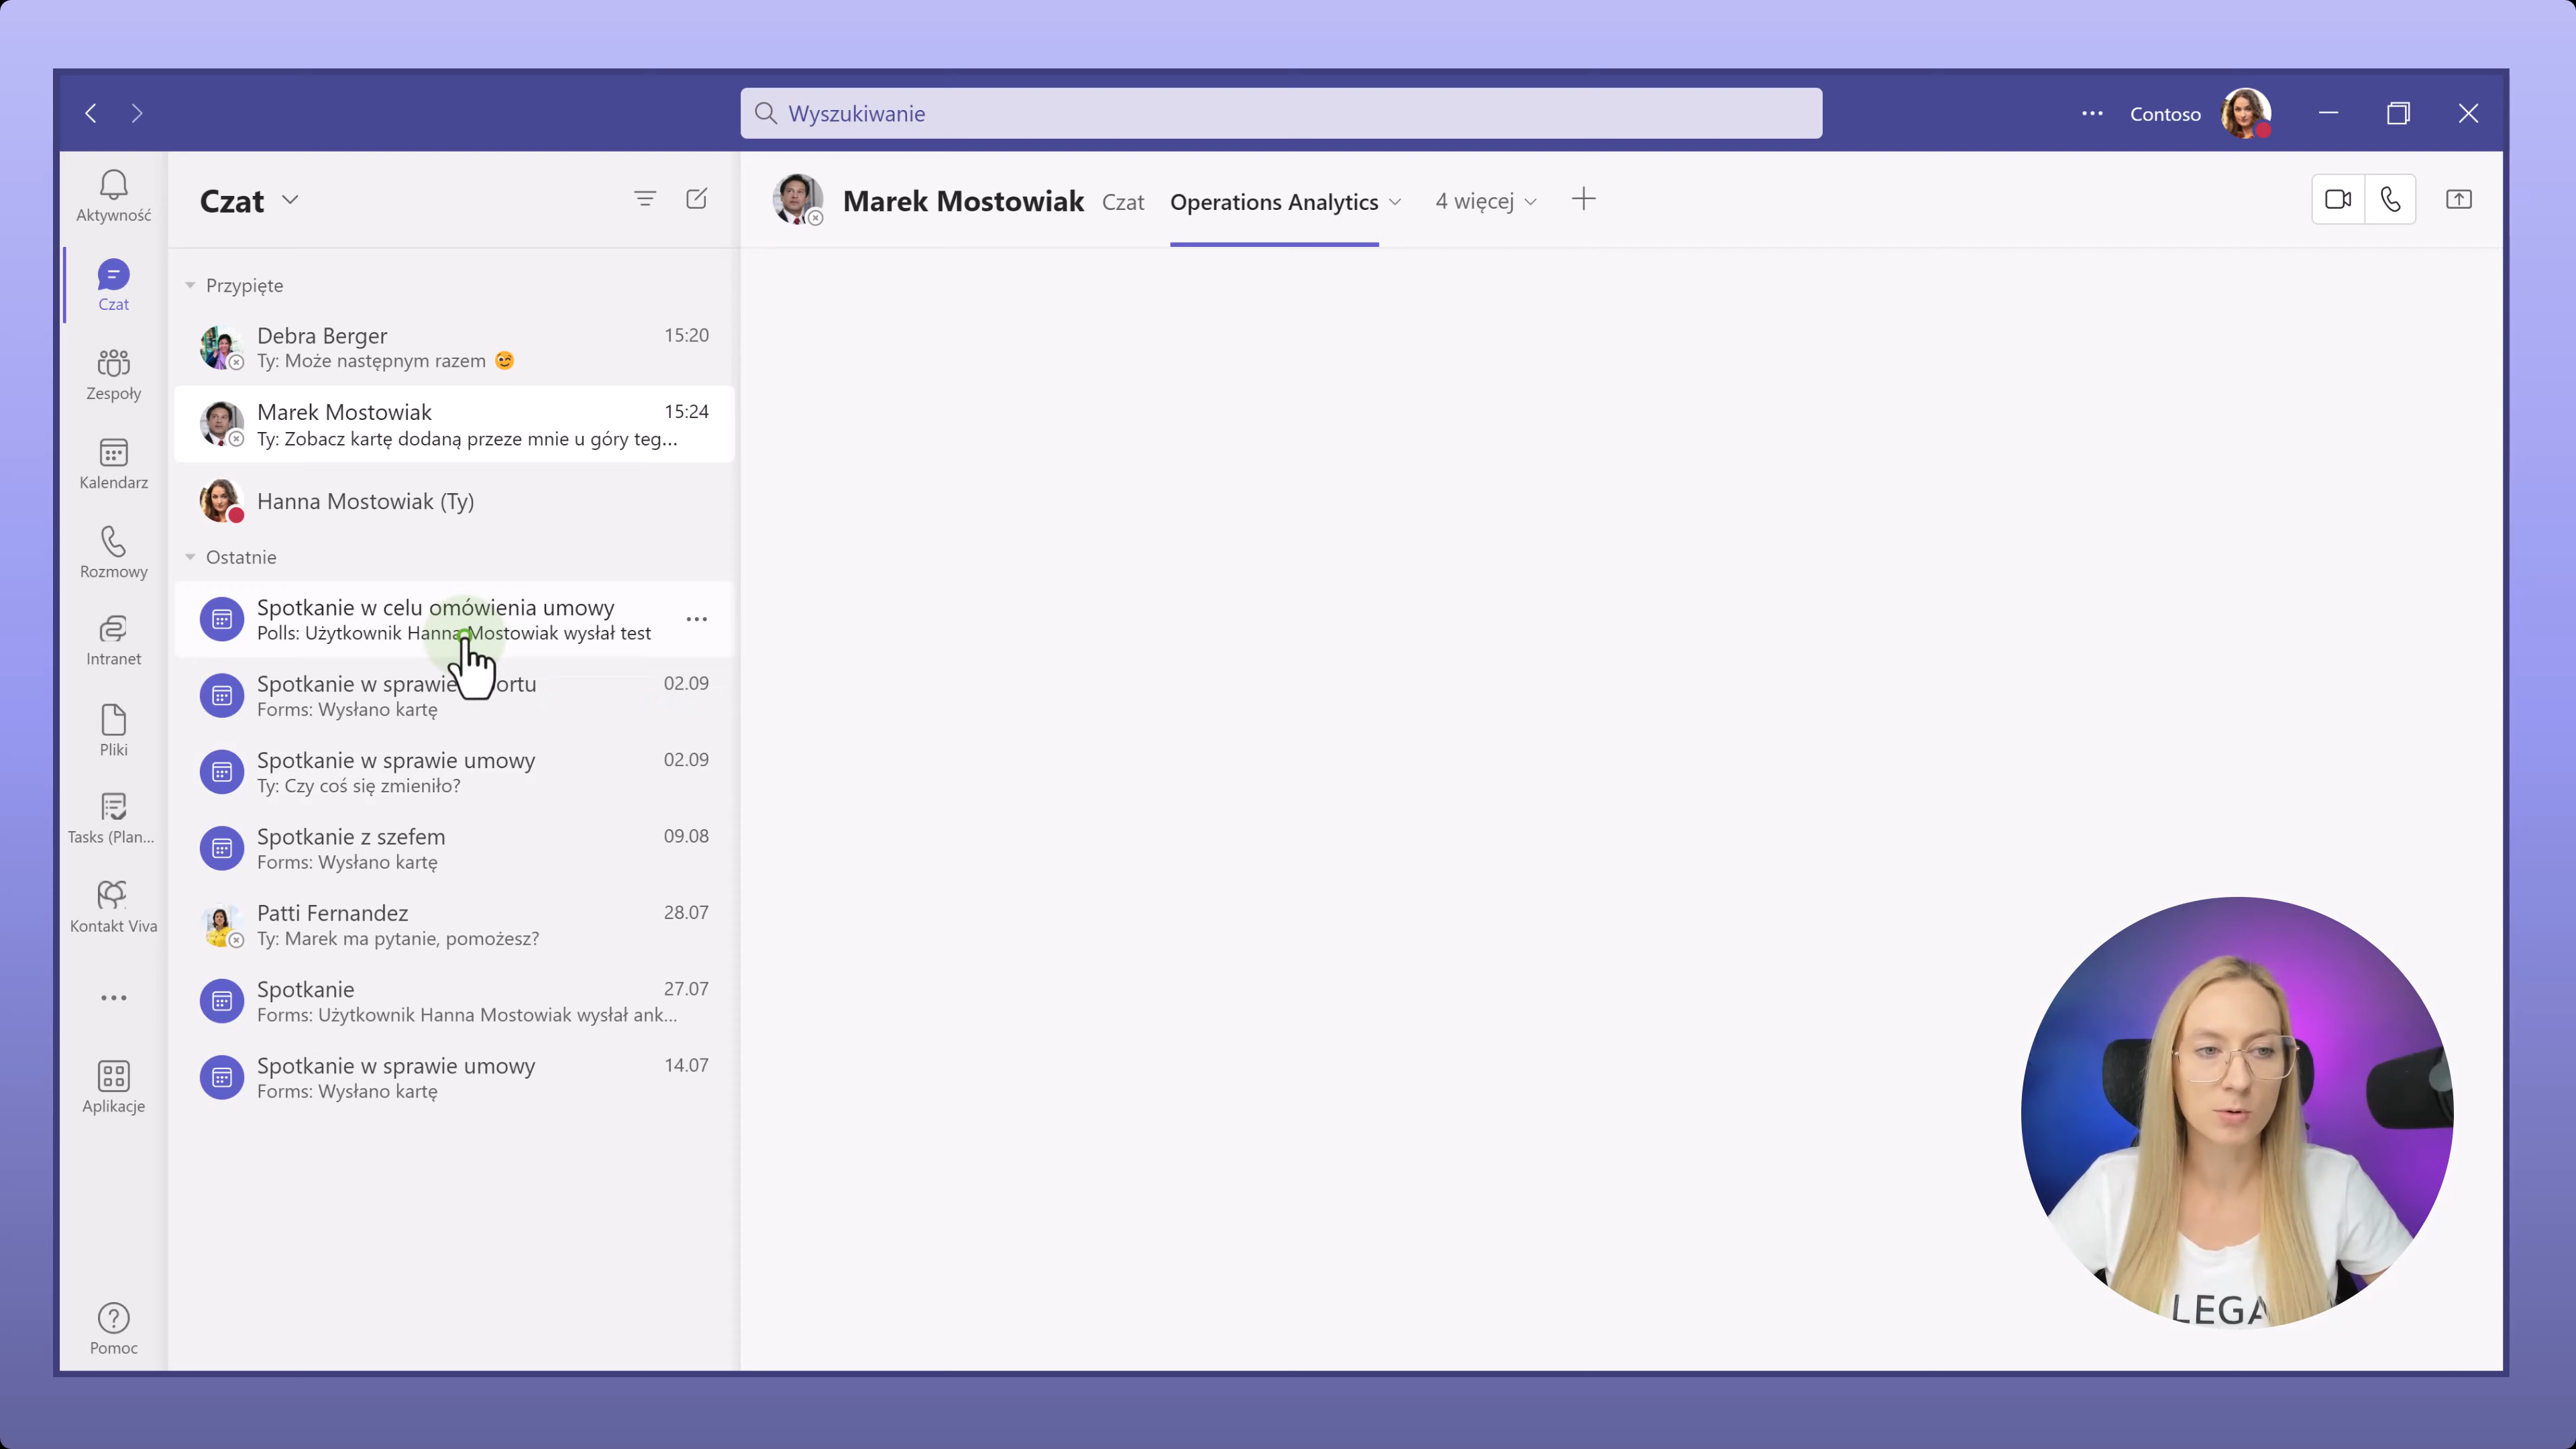 Wyszukiwanie
Contoso
Aktywność
Czat
Zespoły
Kalendarz
Rozmowy
Intranet
Pliki
Tasks (Plan...
Kontakt Viva
Aplikacje
Pomoc
Czat
Przypięte
Debra Berger 15:20
Ty: Może następnym razem 😉
Marek Mostowiak 15:24
Ty: Zobacz kartę dodaną przeze mnie u góry teg...
Hanna Mostowiak (Ty)
Ostatnie
Spotkanie w celu omówienia umowy
Polls: Użytkownik Hanna Mostowiak wysłał test
Spotkanie w sprawie ortu 02.09
Forms: Wysłano kartę
Spotkanie w sprawie umowy 02.09
Ty: Czy coś się zmieniło?
Spotkanie z szefem 09.08
Forms: Wysłano kartę
Patti Fernandez 28.07
Ty: Marek ma pytanie, pomożesz?
Spotkanie 27.07
Forms: Użytkownik Hanna Mostowiak wysłał ank...
Spotkanie w sprawie umowy 14.07
Forms: Wysłano kartę
Marek Mostowiak Czat Operations Analytics 4 więcej
LEGA